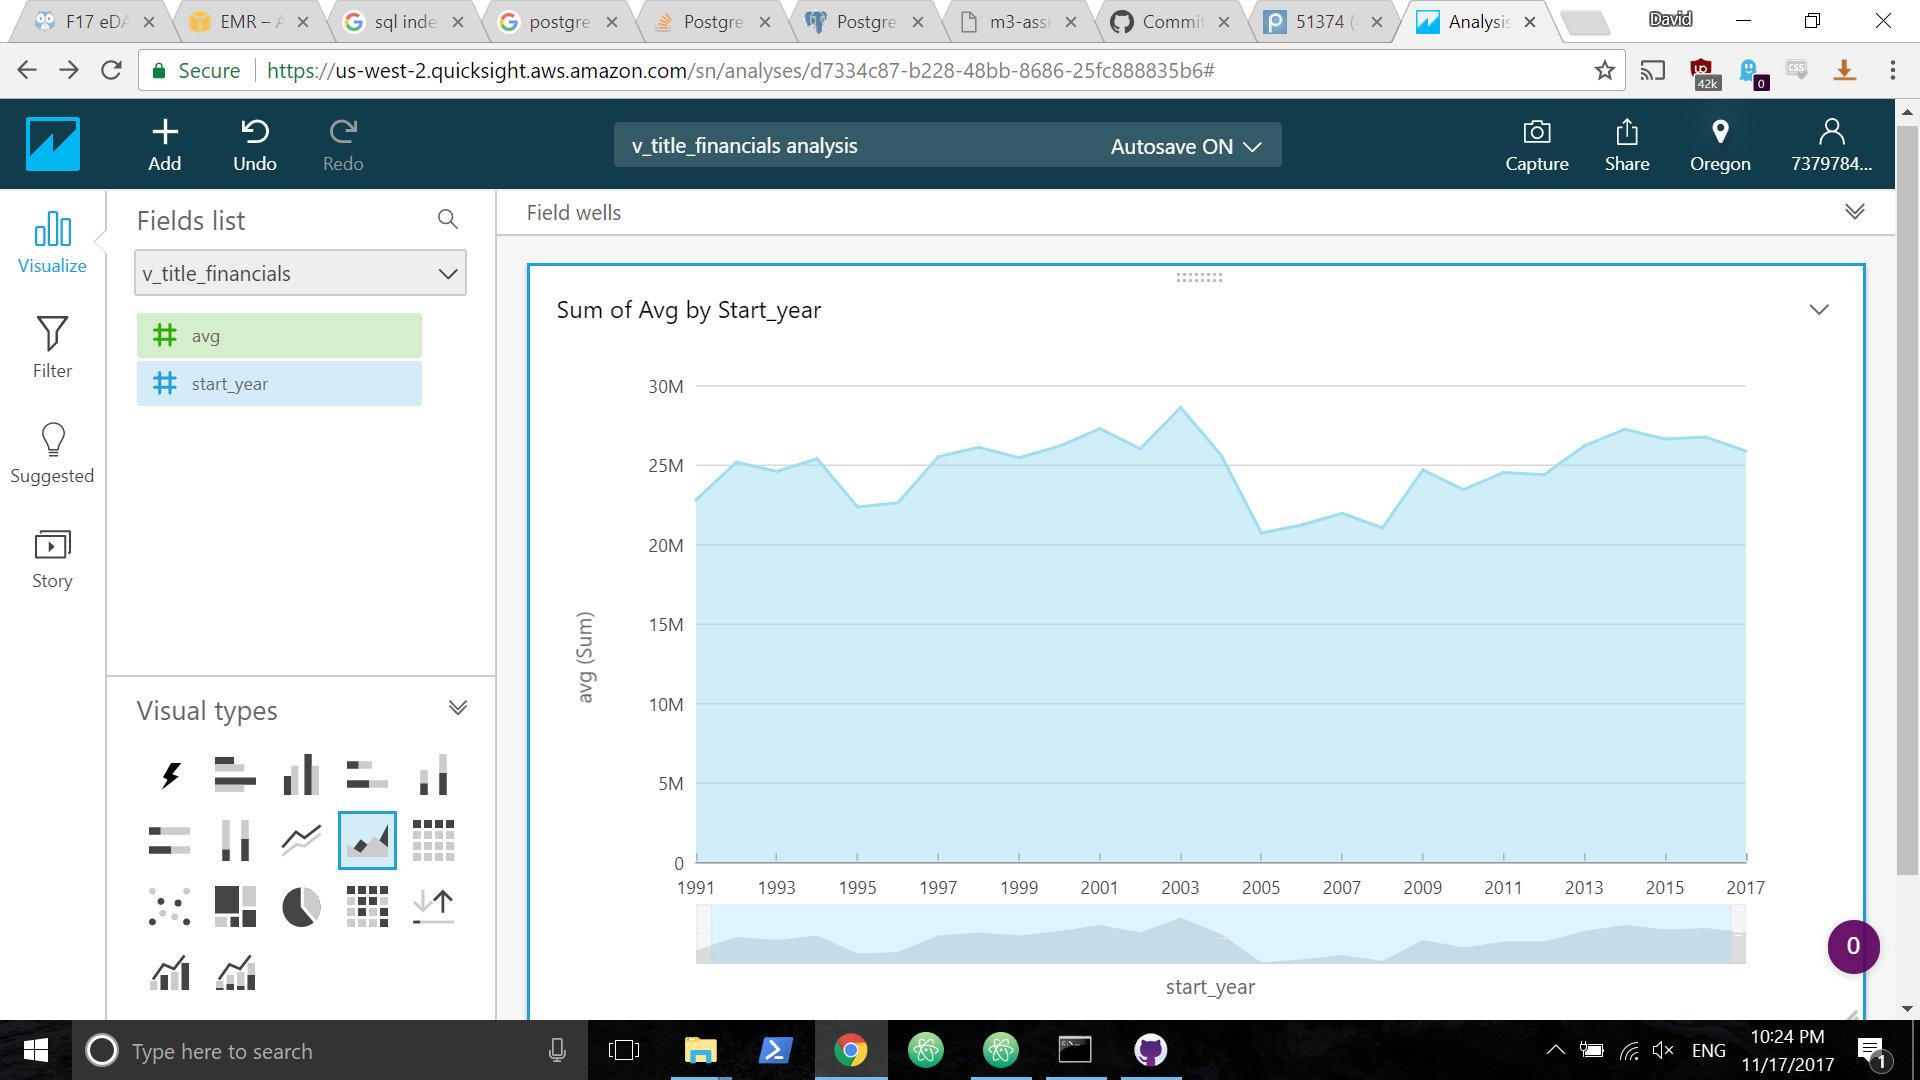 F17 eDA
EMR – A
sql inde
postgre
Postgre
Postgre
m3-assi
Commit
51374 (
Analysis
David
Secure
https://us-west-2.quicksight.aws.amazon.com/sn/analyses/d7334c87-b228-48bb-8686-25fc888835b6#
42k
0
CSS
Add
Undo
Redo
v_title_financials analysis
Autosave ON
Capture
Share
Oregon
7379784...
Visualize
Filter
Suggested
Story
Fields list
v_title_financials
avg
start_year
Visual types
Field wells
Sum of Avg by Start_year
avg (Sum)
30M
25M
20M
15M
10M
5M
0
1991 1993 1995 1997 1999 2001 2003 2005 2007 2009 2011 2013 2015 2017
start_year
0
Type here to search
ENG
10:24 PM
11/17/2017
1